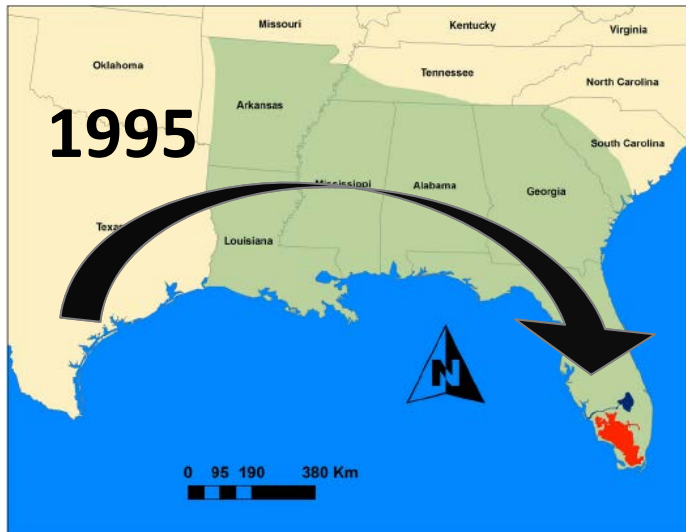 Missouri
Kentucky
Virginia
Oklahoma
Tennessee
North Carolina
Arkansas
1995
South Carolina
Mississippi
Alabama
Georgia
Texas
Louisiana
N
0 95 190 380 Km